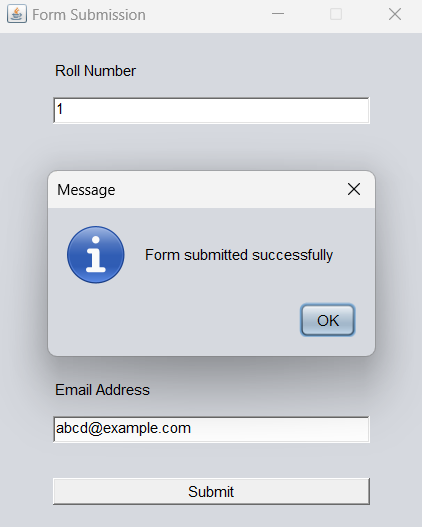 Form Submission
Roll Number
1
Message
Form submitted successfully
OK
Email Address
abcd@example.com
Submit